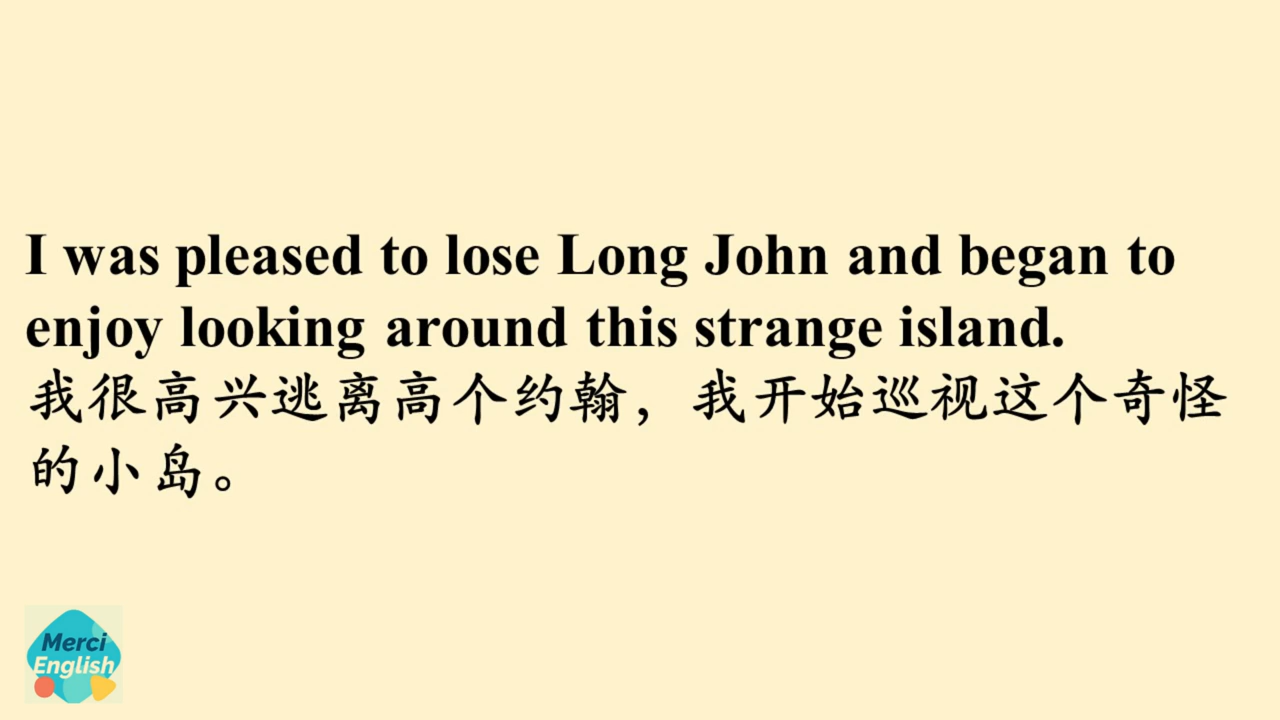 I was pleased to lose Long John and began to
enjoy looking around this strange island.
我很高兴逃离高个约翰，我开始巡视这个奇怪
的小岛。
Merci
English